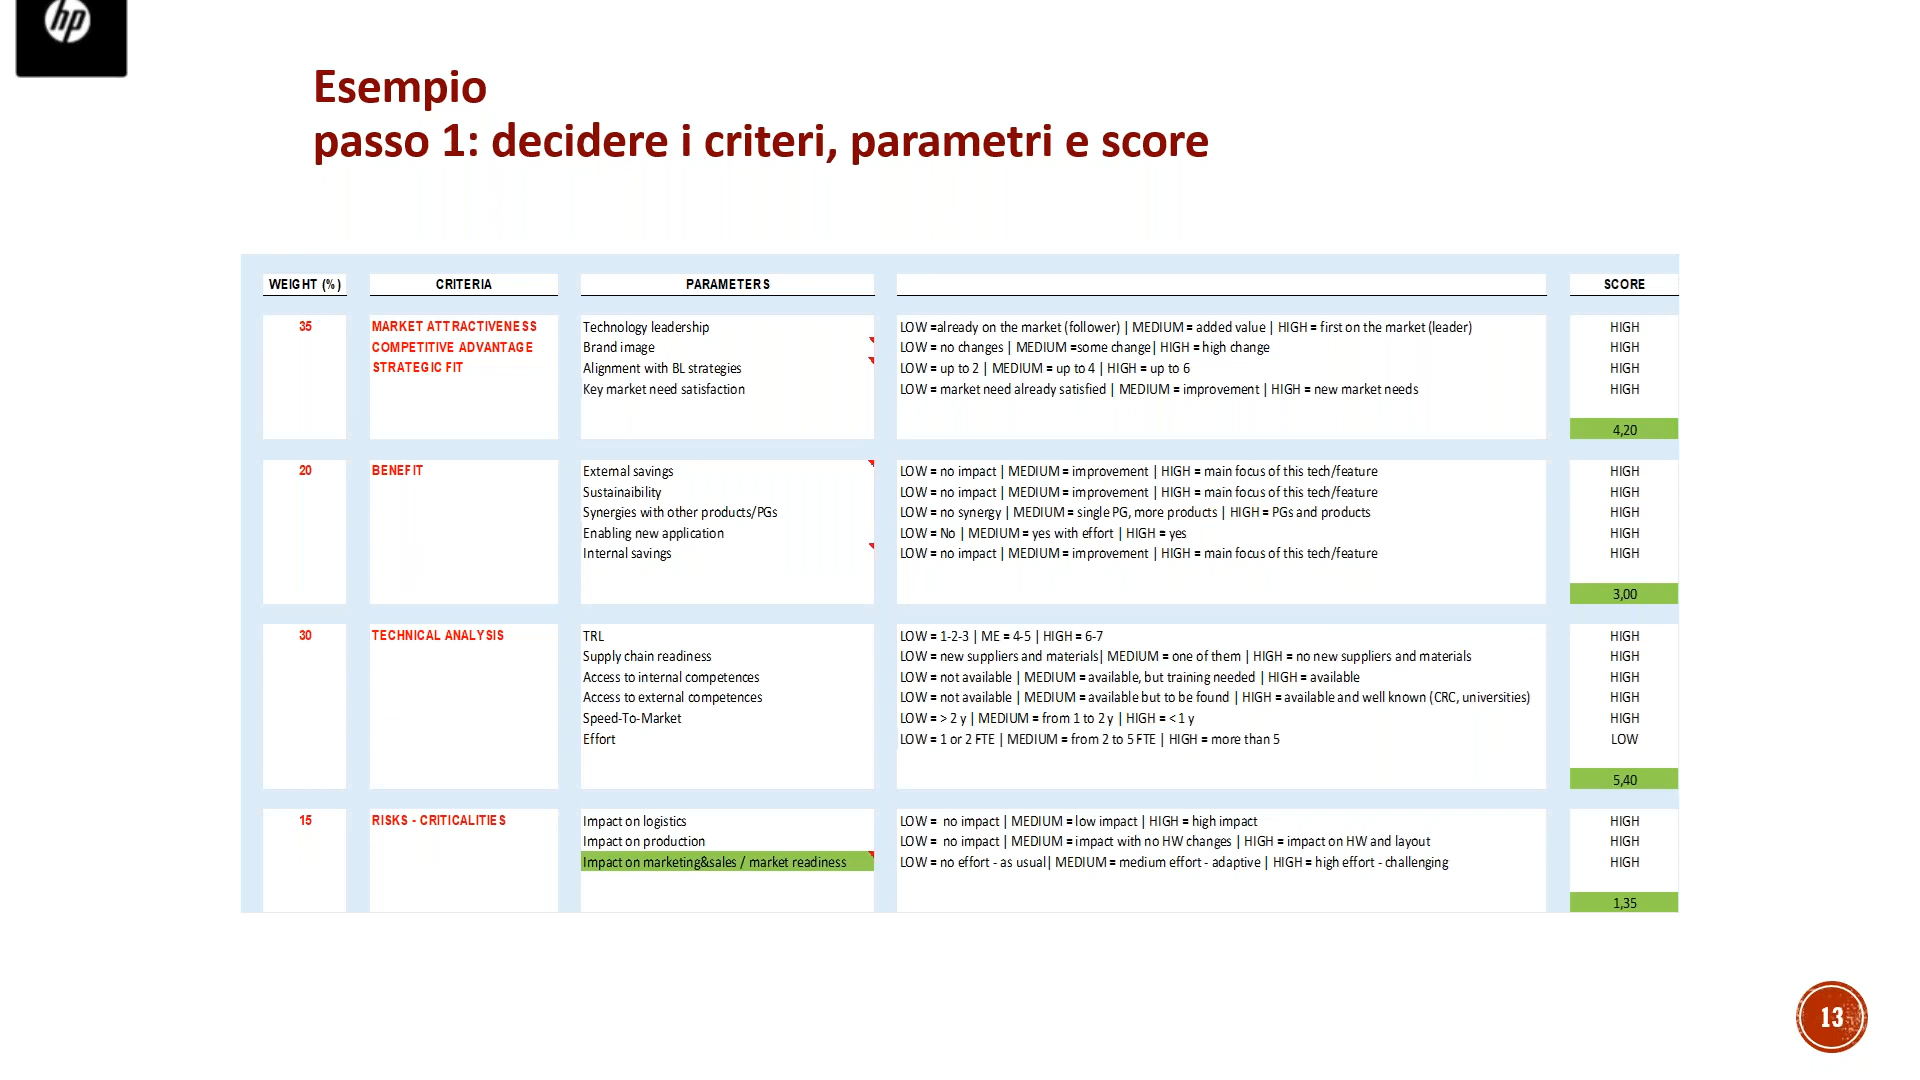 hp
Esempio
passo 1: decidere i criteri, parametri e score
WEIGHT (%) CRITERIA PARAMETERS SCORE
35 MARKET ATTRACTIVENESS Technology leadership LOW =already on the market (follower) | MEDIUM = added value | HIGH = first on the market (leader) HIGH
COMPETITIVE ADVANTAGE Brand image LOW = no changes | MEDIUM =some change| HIGH = high change HIGH
STRATEGIC FIT Alignment with BL strategies LOW = up to 2 | MEDIUM = up to 4 | HIGH = up to 6 HIGH
Key market need satisfaction LOW = market need already satisfied | MEDIUM = improvement | HIGH = new market needs HIGH
4,20
20 BENEFIT External savings LOW = no impact | MEDIUM = improvement | HIGH = main focus of this tech/feature HIGH
Sustainaibility LOW = no impact | MEDIUM = improvement | HIGH = main focus of this tech/feature HIGH
Synergies with other products/PGs LOW = no synergy | MEDIUM = single PG, more products | HIGH = PGs and products HIGH
Enabling new application LOW = No | MEDIUM = yes with effort | HIGH = yes HIGH
Internal savings LOW = no impact | MEDIUM = improvement | HIGH = main focus of this tech/feature HIGH
3,00
30 TECHNICAL ANALYSIS TRL LOW = 1-2-3 | ME = 4-5 | HIGH = 6-7 HIGH
Supply chain readiness LOW = new suppliers and materials| MEDIUM = one of them | HIGH = no new suppliers and materials HIGH
Access to internal competences LOW = not available | MEDIUM = available, but training needed | HIGH = available HIGH
Access to external competences LOW = not available | MEDIUM = available but to be found | HIGH = available and well known (CRC, universities) HIGH
Speed-To-Market LOW = > 2 y | MEDIUM = from 1 to 2 y | HIGH = < 1 y HIGH
Effort LOW = 1 or 2 FTE | MEDIUM = from 2 to 5 FTE | HIGH = more than 5 LOW
5,40
15 RISKS - CRITICALITIES Impact on logistics LOW = no impact | MEDIUM = low impact | HIGH = high impact HIGH
Impact on production LOW = no impact | MEDIUM = impact with no HW changes | HIGH = impact on HW and layout HIGH
Impact on marketing&sales / market readiness LOW = no effort - as usual| MEDIUM = medium effort - adaptive | HIGH = high effort - challenging HIGH
1,35
13